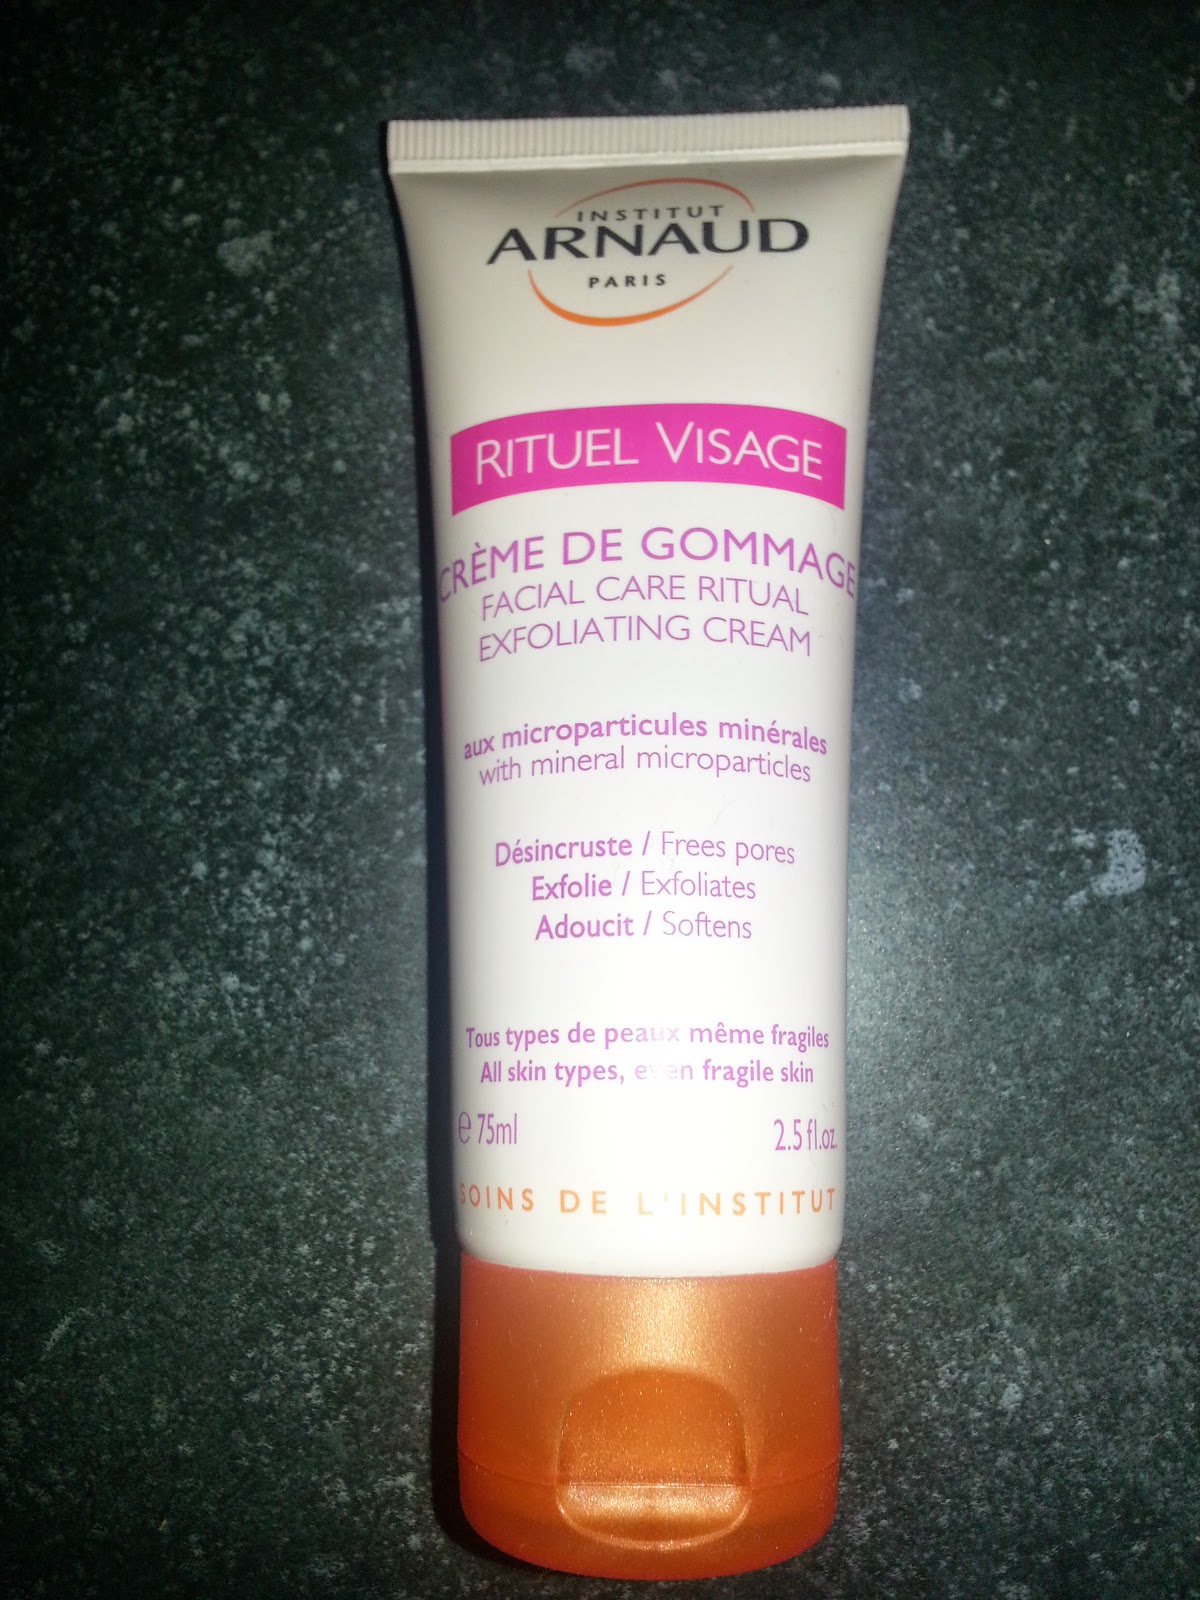 INSTITUT
ARNAUD
PARIS
RITUEL VISAGE
CRÈME DE GOMMAGE
FACIAL CARE RITUAL
EXFOLIATING CREAM
aux microparticules minérales
with mineral microparticles
Désincruste / Frees pores
Exfolie / Exfoliates
Adoucit / Softens
Tous types de peaux même fragiles
All skin types, even fragile skin
℮ 75ml 2.5 fl.oz.
SOINS DE L'INSTITUT